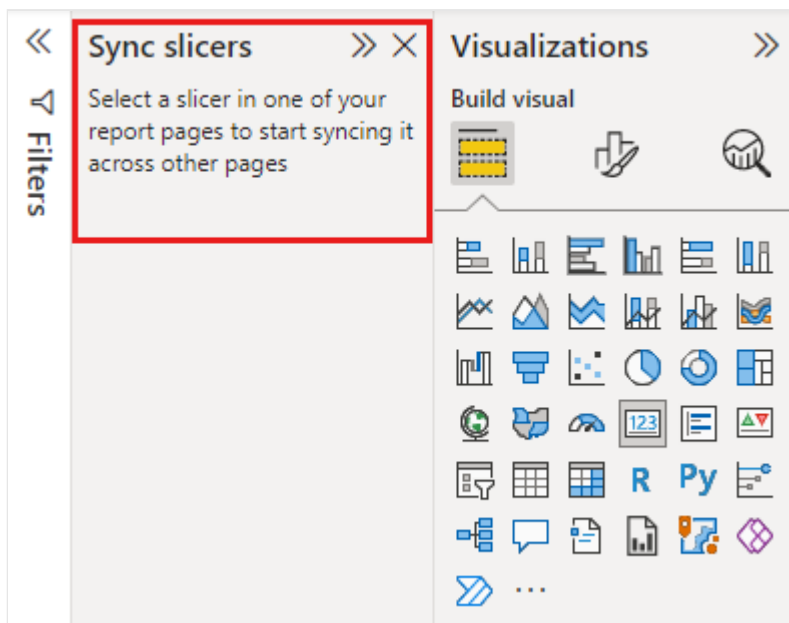 Filters
Sync slicers
Select a slicer in one of your
report pages to start syncing it
across other pages
Visualizations
Build visual
123
R
Py
...